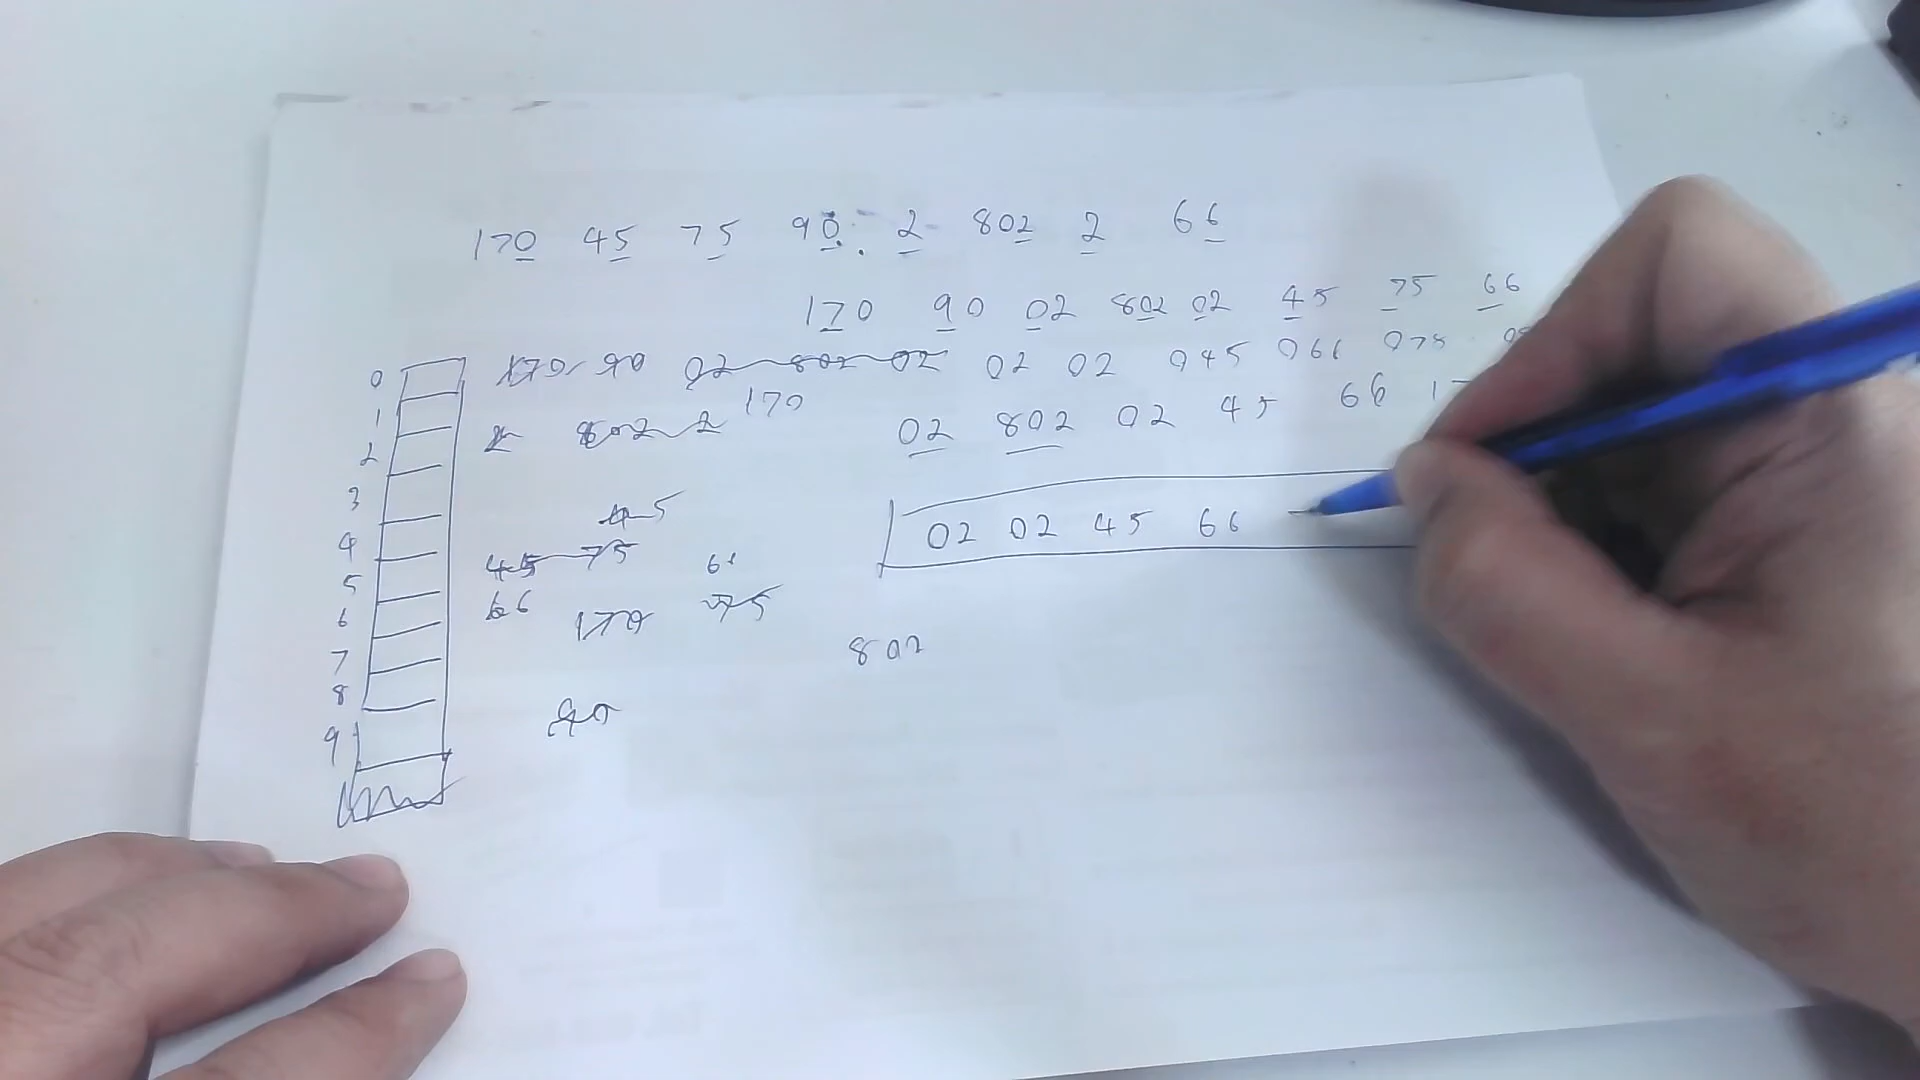 170 45 75 90 2 802 2 66
170 90 02 802 02 45 75 66
0 170 90 02 802 02 02 02 045 066 075
1 170
2 2 802 2 02 802 02 45 66
3
45
02 02 45 66
4
5 45 75
6 66 170 75
7 802
8
9 90